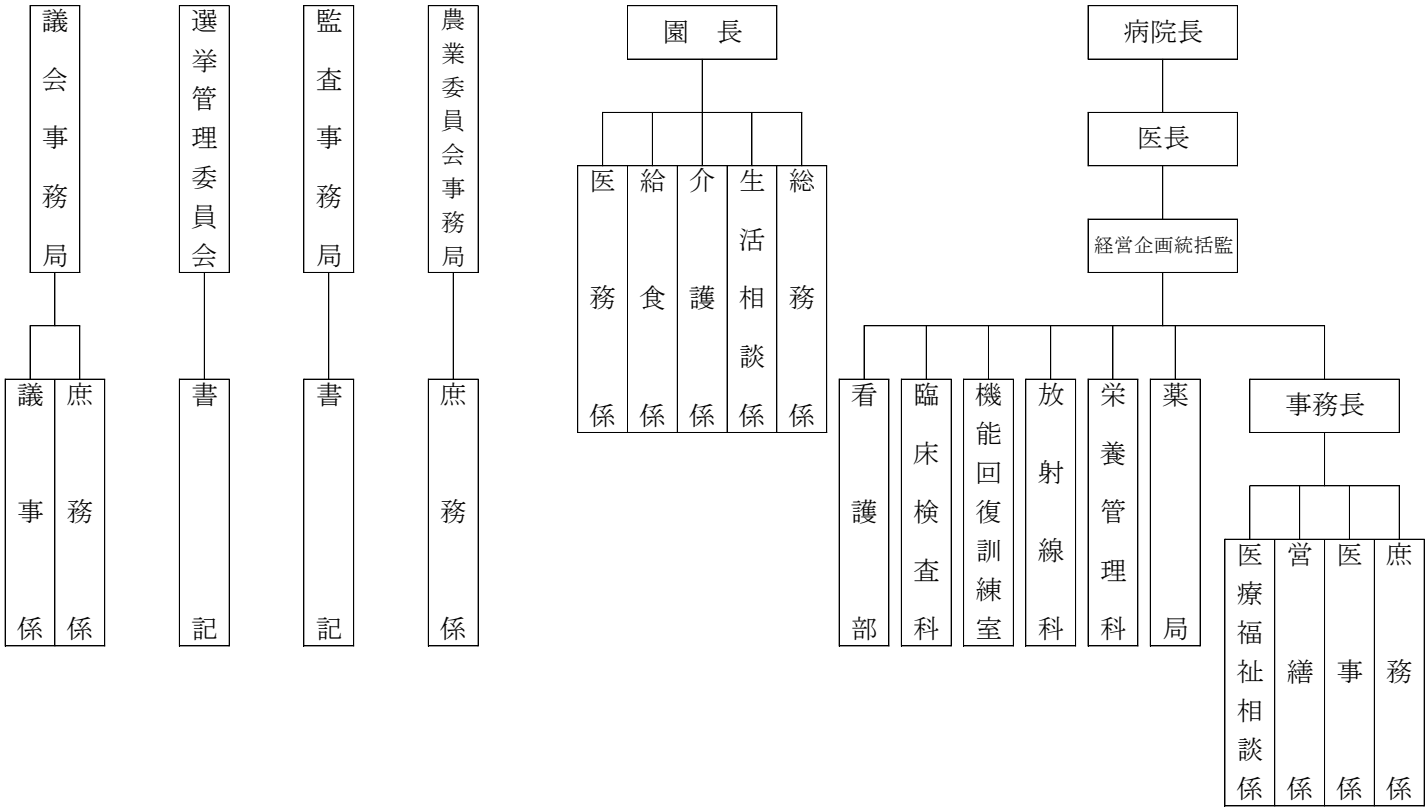 議会事務局
選挙管理委員会
監査事務局
農業委員会事務局
園　長
病院長
医長
経営企画統括監
医務係
給食係
介護係
生活相談係
総務係
議事係
庶務係
書記
書記
庶務係
看護部
臨床検査科
機能回復訓練室
放射線科
栄養管理科
薬局
事務長
医療福祉相談係
営繕係
医事係
庶務係